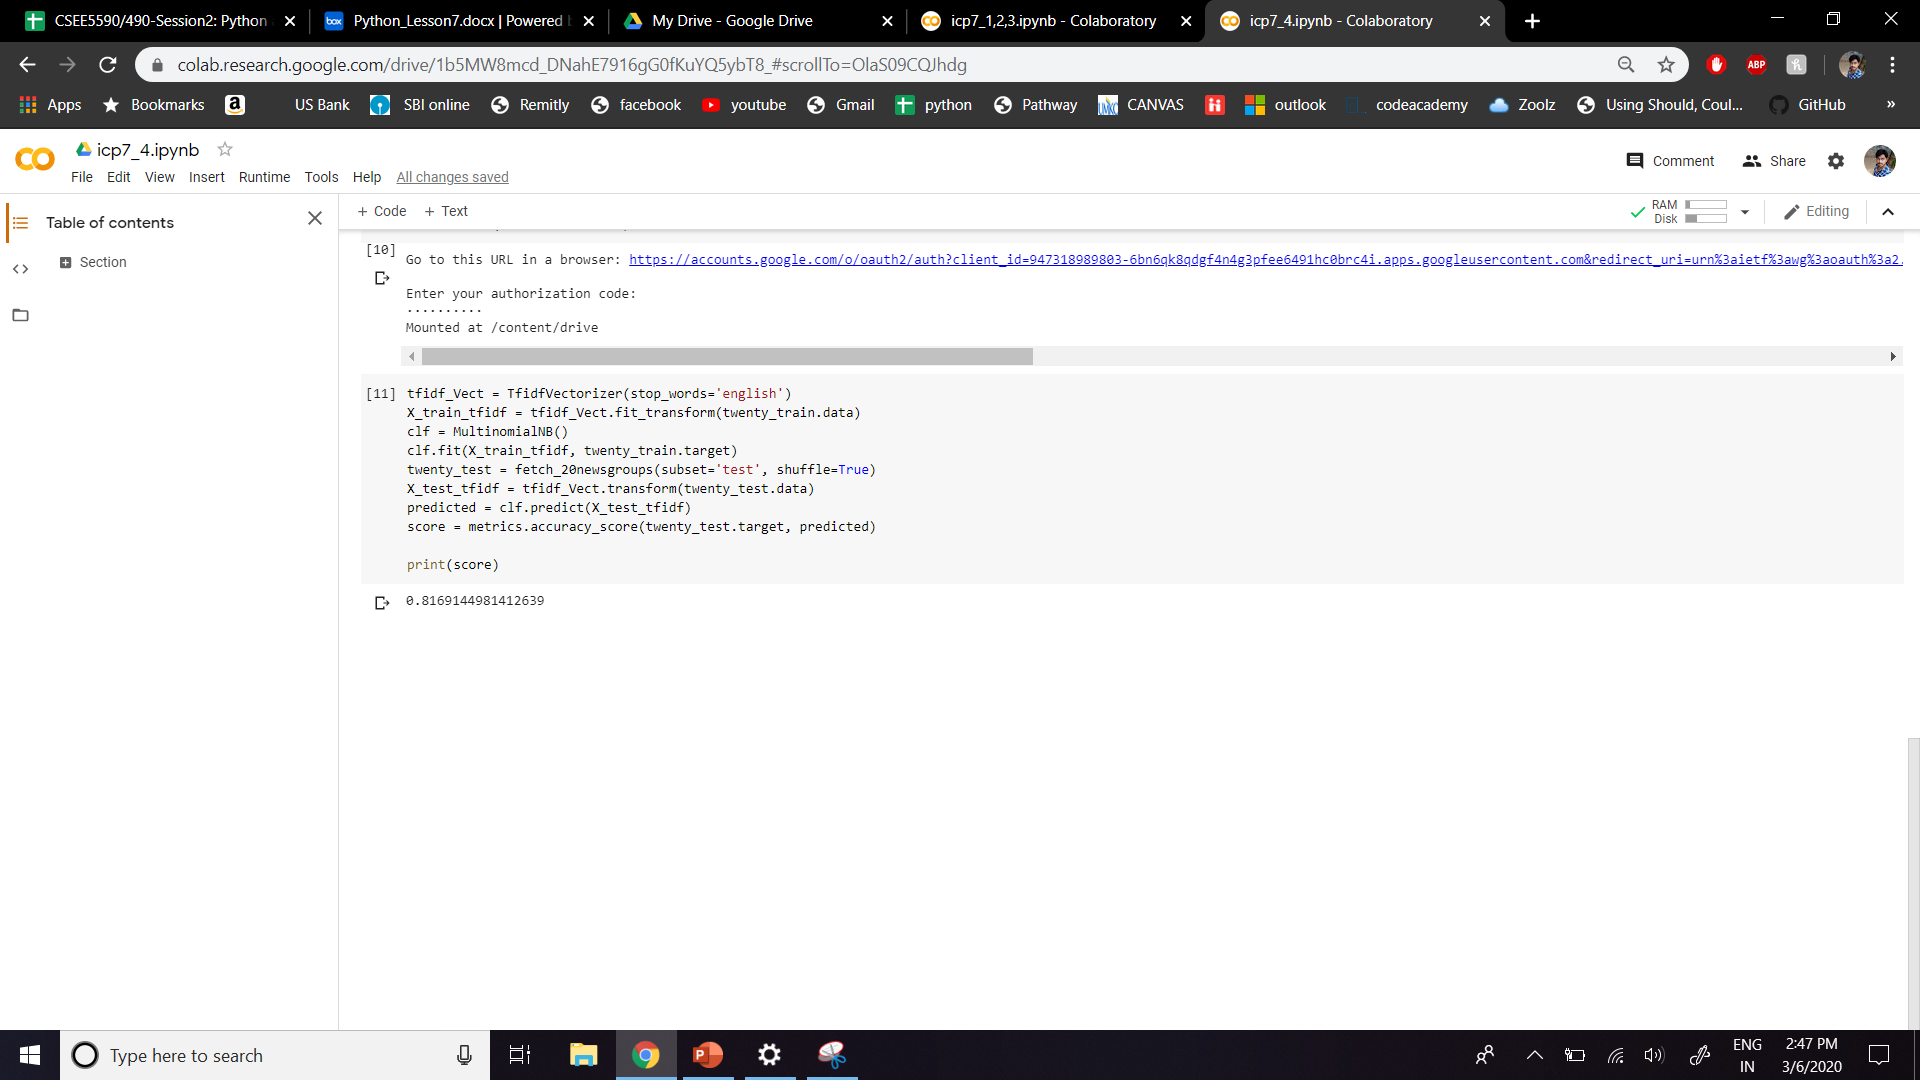 CSEE5590/490-Session2: Python
Python_Lesson7.docx | Powered
My Drive - Google Drive
icp7_1,2,3.ipynb - Colaboratory
icp7_4.ipynb - Colaboratory
colab.research.google.com/drive/1b5MW8mcd_DNahE7916gG0fKuYQ5ybT8_#scrollTo=OlaS09CQJhdg
ABP
Apps
Bookmarks
US Bank
SBI online
Remitly
facebook
youtube
Gmail
python
Pathway
CANVAS
outlook
codeacademy
Zoolz
Using Should, Coul...
GitHub
»
icp7_4.ipynb
File Edit View Insert Runtime Tools Help All changes saved
Comment
Share
Table of contents
Section
+ Code + Text
RAM
Disk
Editing
[10]
Go to this URL in a browser: https://accounts.google.com/o/oauth2/auth?client_id=947318989803-6bn6qk8qdgf4n4g3pfee6491hc0brc4i.apps.googleusercontent.com&redirect_uri=urn%3aietf%3awg%3aoauth%3a2.
Enter your authorization code:
··········
Mounted at /content/drive
[11] tfidf_Vect = TfidfVectorizer(stop_words='english')
X_train_tfidf = tfidf_Vect.fit_transform(twenty_train.data)
clf = MultinomialNB()
clf.fit(X_train_tfidf, twenty_train.target)
twenty_test = fetch_20newsgroups(subset='test', shuffle=True)
X_test_tfidf = tfidf_Vect.transform(twenty_test.data)
predicted = clf.predict(X_test_tfidf)
score = metrics.accuracy_score(twenty_test.target, predicted)
print(score)
0.8169144981412639
Type here to search
ENG
IN
2:47 PM
3/6/2020